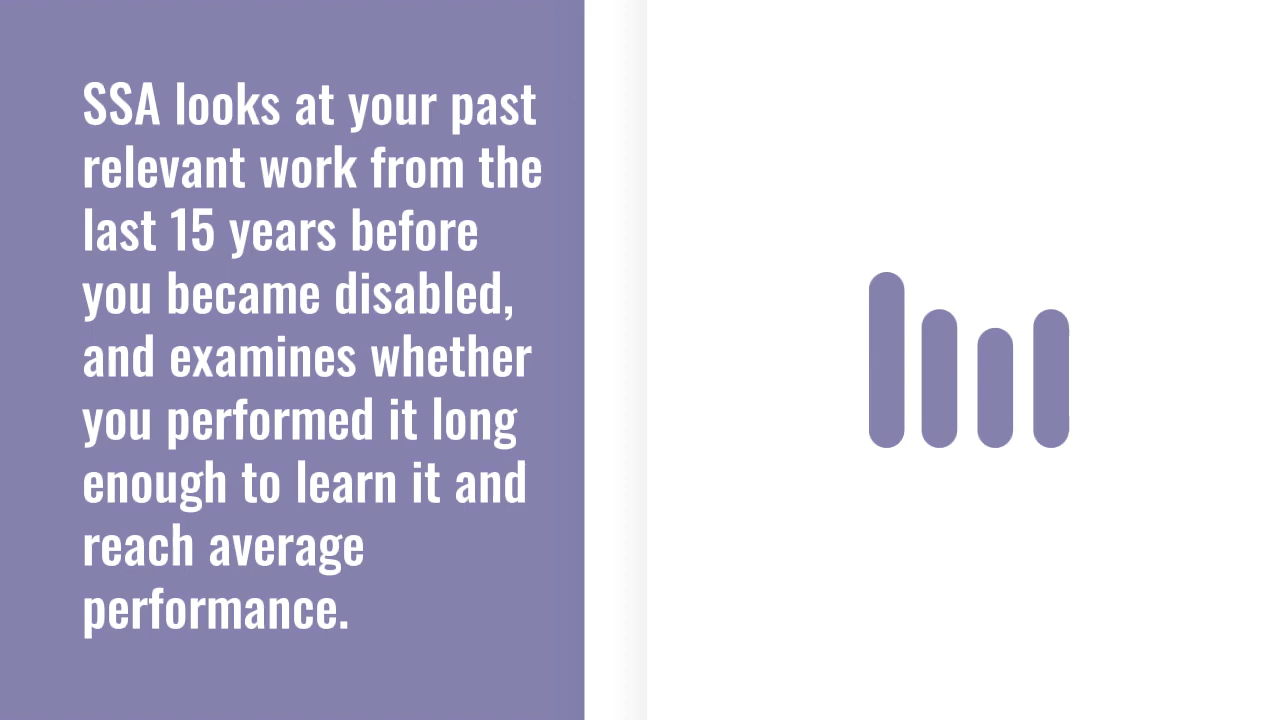 SSA looks at your past
relevant work from the
last 15 years before
you became disabled,
and examines whether
you performed it long
enough to learn it and
reach average
performance.